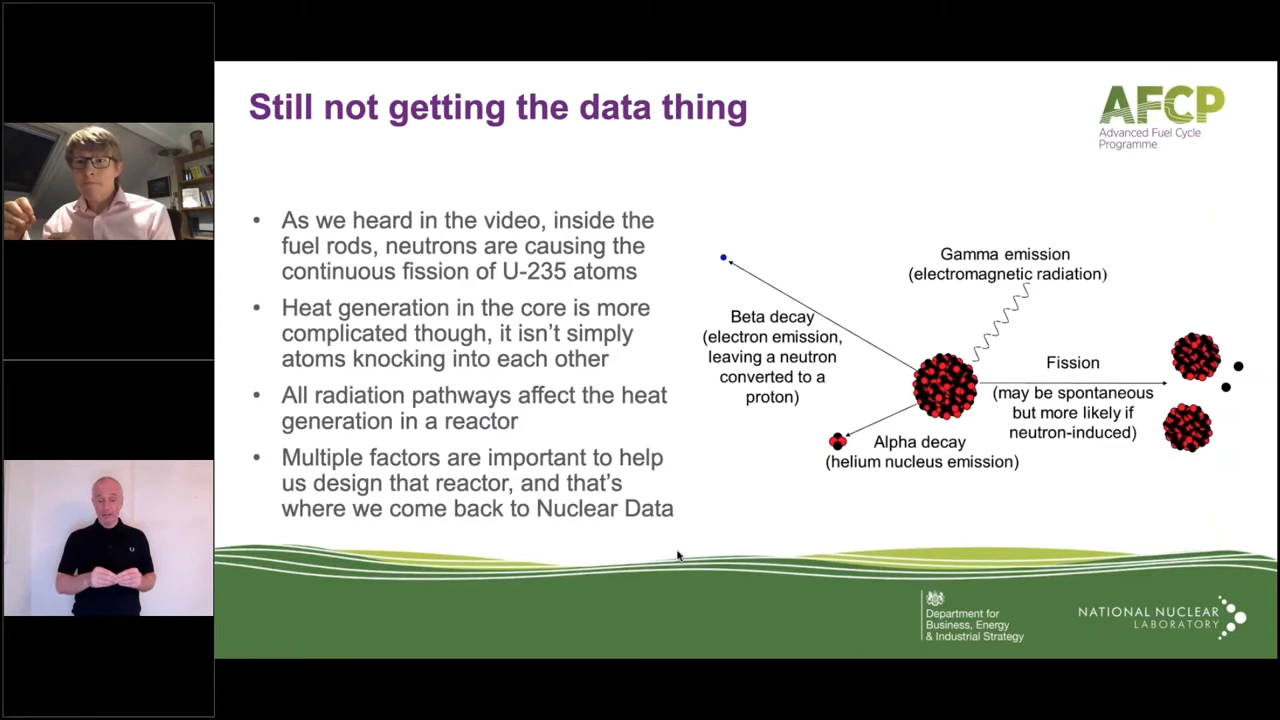 Still not getting the data thing
AFCP
Advanced Fuel Cycle
Programme
• As we heard in the video, inside the
fuel rods, neutrons are causing the
continuous fission of U-235 atoms
• Heat generation in the core is more
complicated though, it isn't simply
atoms knocking into each other
• All radiation pathways affect the heat
generation in a reactor
• Multiple factors are important to help
us design that reactor, and that's
where we come back to Nuclear Data
Gamma emission
(electromagnetic radiation)
Beta decay
(electron emission,
leaving a neutron
converted to a
proton)
Fission
(may be spontaneous
but more likely if
neutron-induced)
Alpha decay
(helium nucleus emission)
Department for
Business, Energy
& Industrial Strategy
NATIONAL NUCLEAR
LABORATORY